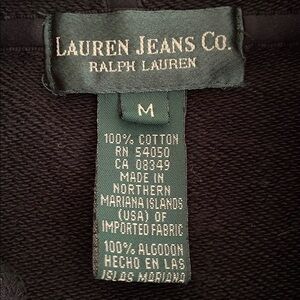 LAUREN JEANS CO.
RALPH LAUREN
M
100% COTTON
RN 54050
CA 08349
MADE IN
NORTHERN
MARIANA ISLANDS
(USA) OF
IMPORTED FABRIC
100% ALGODON
HECHO EN LAS
ISLAS MARIANA